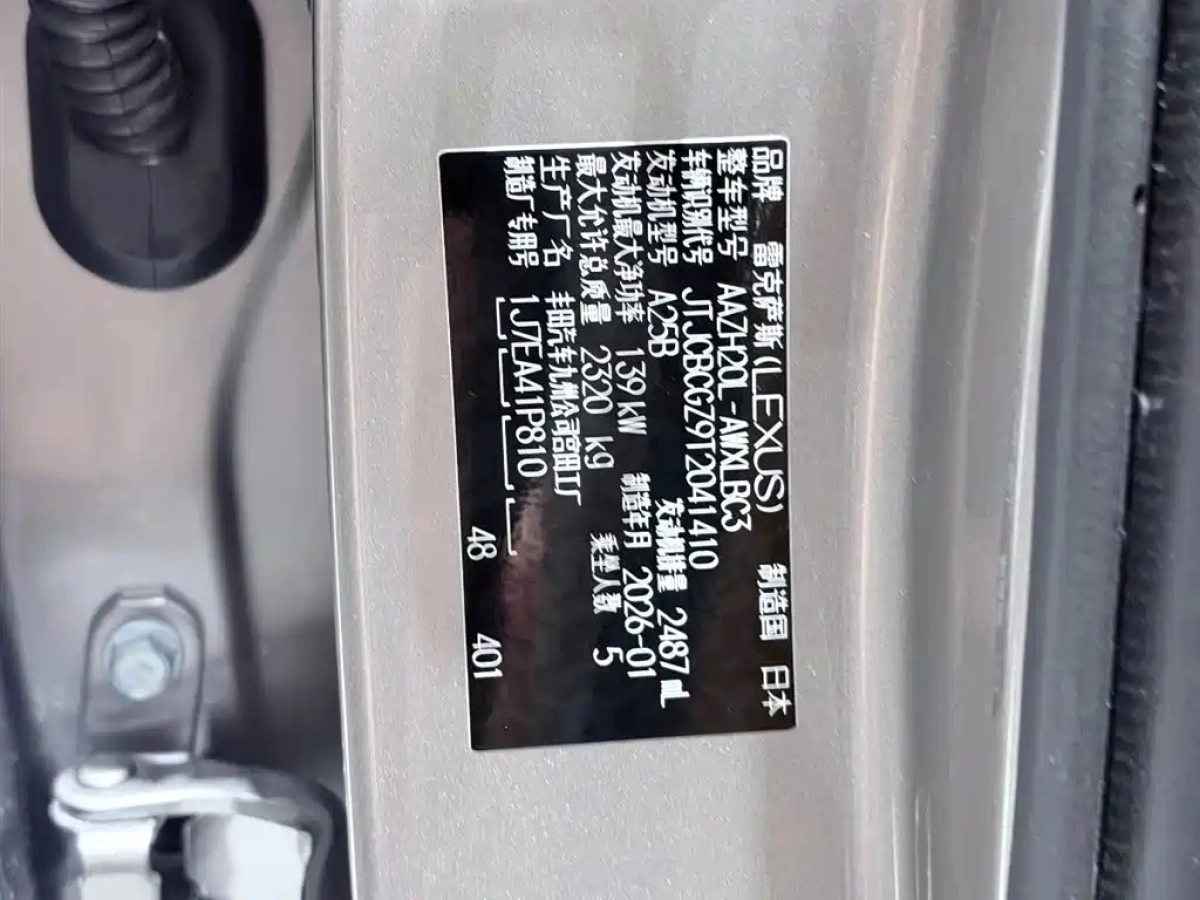 品牌 雷克萨斯(LEXUS) 制造国 日本
整车型号 AAZH20L-AWXLBC3
车辆识别代号 JTJCBCGZ9T2041410
发动机型号 A25B 发动机排量 2487 mL
发动机最大净功率 139 kW 制造年月 2026-01
最大允许总质量 2320 kg 乘坐人数 5
生产厂名 丰田汽车九州公司宫田工厂
制造厂专用号 1J7EA41P810
48 401